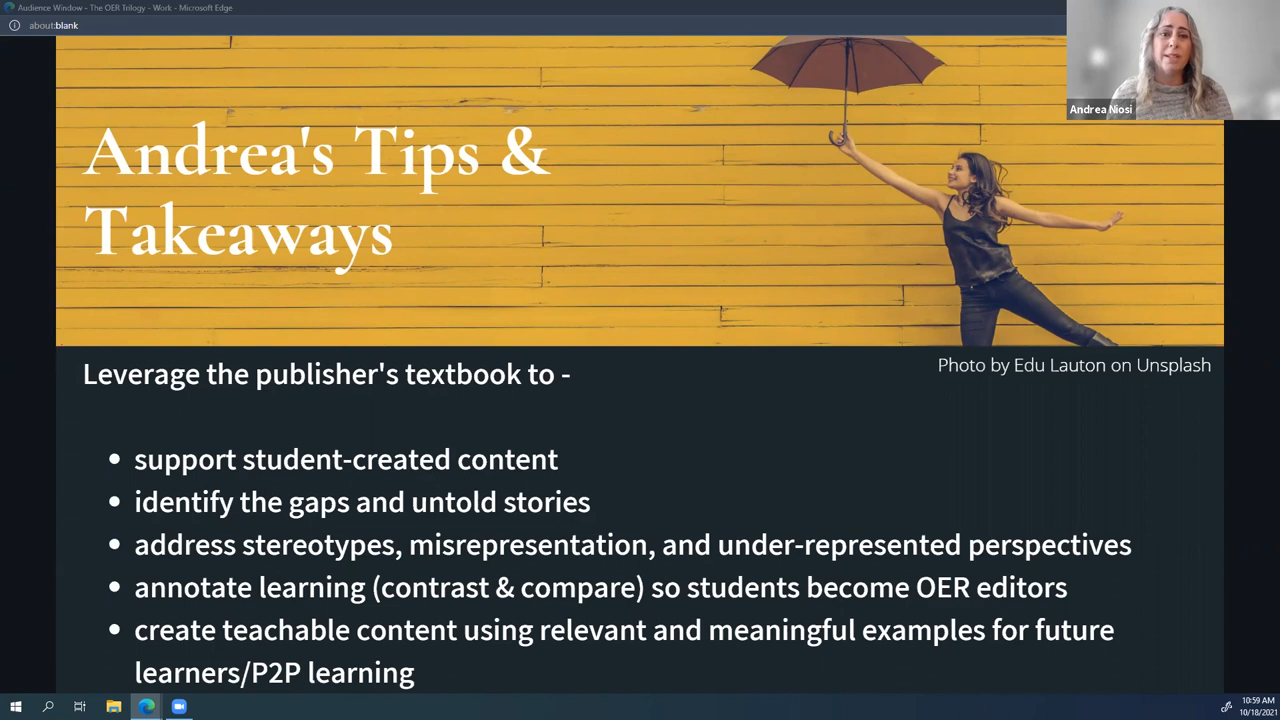 Audience Window - The OER Trilogy - Work - Microsoft Edge
about:blank
Andrea Niosi
Andrea's Tips &
Takeaways
Photo by Edu Lauton on Unsplash
Leverage the publisher's textbook to -
• support student-created content
• identify the gaps and untold stories
• address stereotypes, misrepresentation, and under-represented perspectives
• annotate learning (contrast & compare) so students become OER editors
• create teachable content using relevant and meaningful examples for future
learners/P2P learning
10:59 AM
10/18/2021